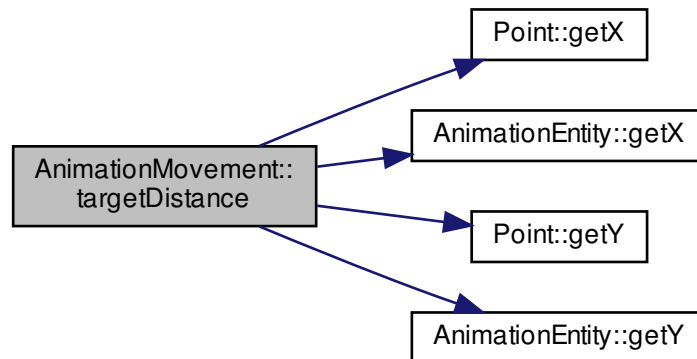 Point::getX
AnimationEntity::getX
AnimationMovement::
targetDistance
Point::getY
AnimationEntity::getY